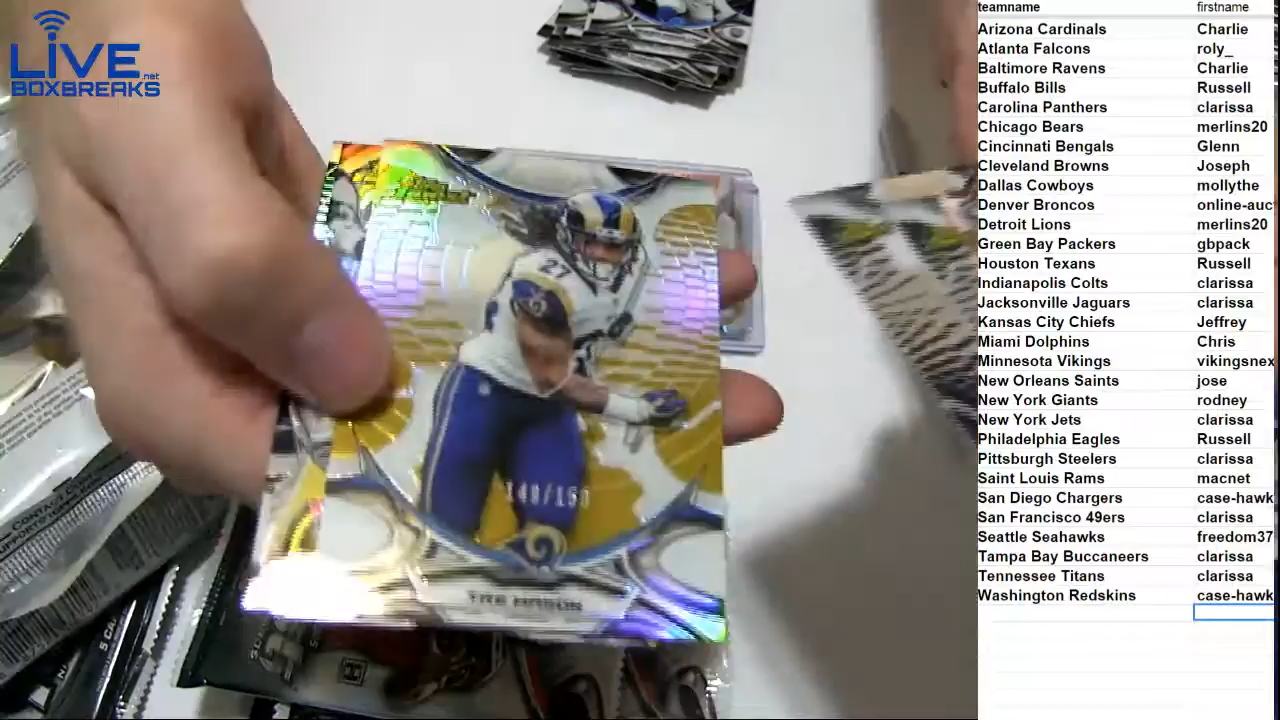 LIVE.net
BOXBREAKS
27
148/150
TRE MASON
teamname firstname
Arizona Cardinals Charlie
Atlanta Falcons roly_
Baltimore Ravens Charlie
Buffalo Bills Russell
Carolina Panthers clarissa
Chicago Bears merlins20
Cincinnati Bengals Glenn
Cleveland Browns Joseph
Dallas Cowboys mollythe
Denver Broncos online-auc
Detroit Lions merlins20
Green Bay Packers gbpack
Houston Texans Russell
Indianapolis Colts clarissa
Jacksonville Jaguars clarissa
Kansas City Chiefs Jeffrey
Miami Dolphins Chris
Minnesota Vikings vikingsnex
New Orleans Saints jose
New York Giants rodney
New York Jets clarissa
Philadelphia Eagles Russell
Pittsburgh Steelers clarissa
Saint Louis Rams macnet
San Diego Chargers case-hawk
San Francisco 49ers clarissa
Seattle Seahawks freedom37
Tampa Bay Buccaneers clarissa
Tennessee Titans clarissa
Washington Redskins case-hawk